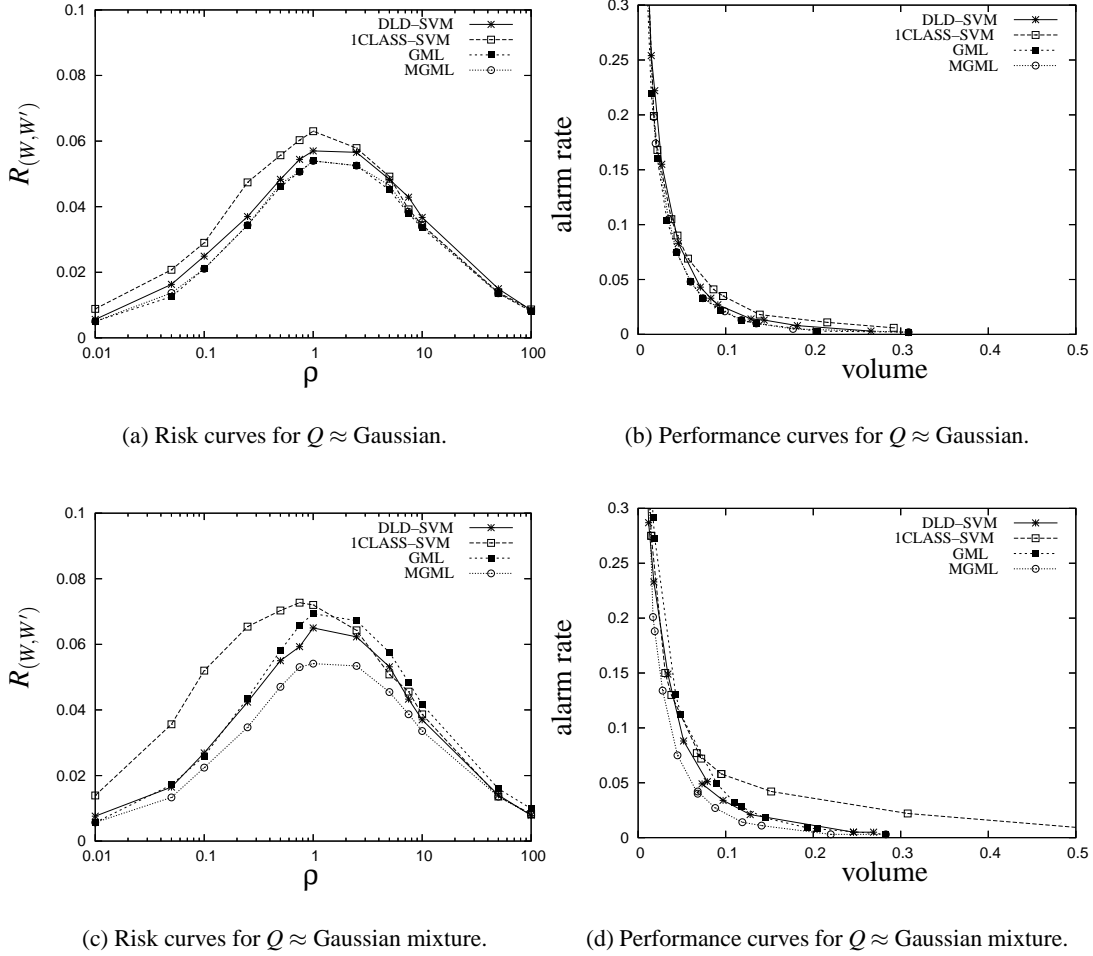 0.1
0.08
0.06
0.04
0.02
0
0.01
0.1
1
10
100
R(W,W′)
ρ
DLD–SVM
1CLASS–SVM
GML
MGML
(a) Risk curves for Q ≈ Gaussian.
0.3
0.25
0.2
0.15
0.1
0.05
0
0
0.1
0.2
0.3
0.4
0.5
alarm rate
volume
DLD–SVM
1CLASS–SVM
GML
MGML
(b) Performance curves for Q ≈ Gaussian.
0.1
0.08
0.06
0.04
0.02
0
0.01
0.1
1
10
100
R(W,W′)
ρ
DLD–SVM
1CLASS–SVM
GML
MGML
(c) Risk curves for Q ≈ Gaussian mixture.
0.3
0.25
0.2
0.15
0.1
0.05
0
0
0.1
0.2
0.3
0.4
0.5
alarm rate
volume
DLD–SVM
1CLASS–SVM
GML
MGML
(d) Performance curves for Q ≈ Gaussian mixture.